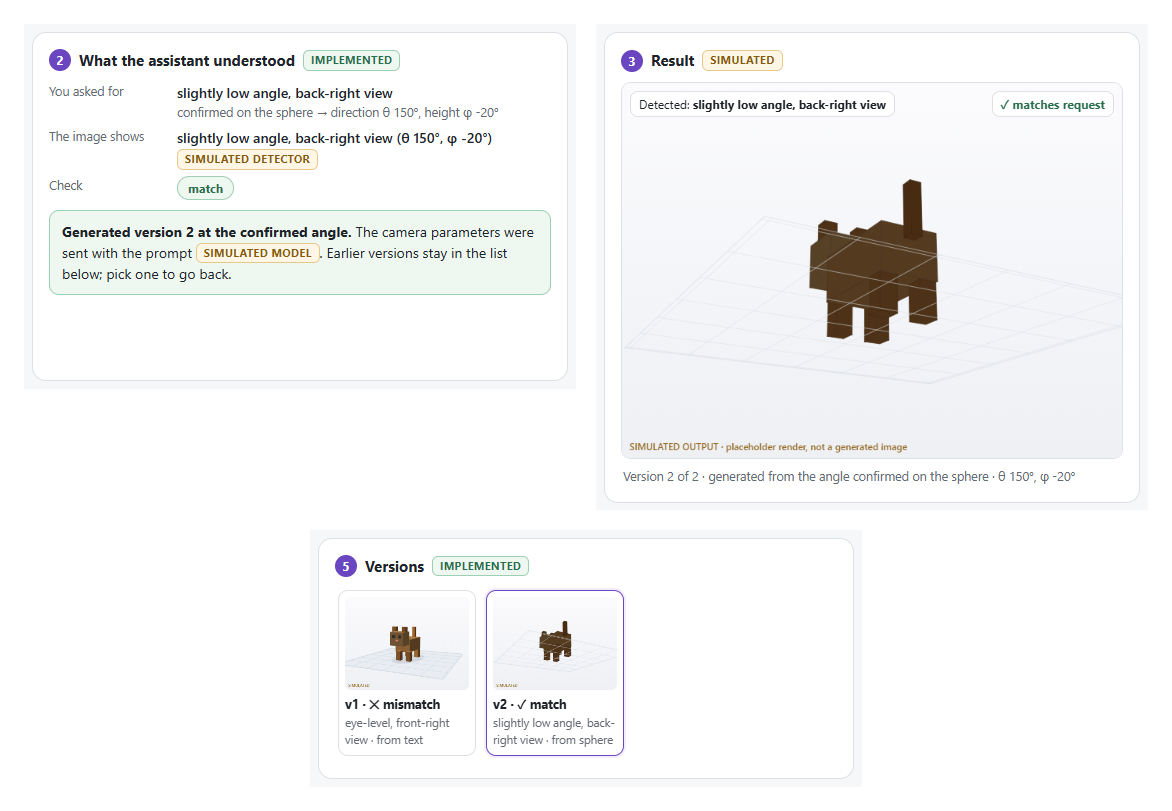 2 What the assistant understood IMPLEMENTED
You asked for slightly low angle, back-right view
confirmed on the sphere → direction θ 150°, height φ -20°
The image shows slightly low angle, back-right view (θ 150°, φ -20°)
SIMULATED DETECTOR
Check match
Generated version 2 at the confirmed angle. The camera parameters were
sent with the prompt SIMULATED MODEL. Earlier versions stay in the list
below; pick one to go back.
3 Result SIMULATED
Detected: slightly low angle, back-right view ✓ matches request
SIMULATED OUTPUT · placeholder render, not a generated image
Version 2 of 2 · generated from the angle confirmed on the sphere · θ 150°, φ -20°
5 Versions IMPLEMENTED
SIMULATED
v1 · ✕ mismatch
eye-level, front-right
view · from text
SIMULATED
v2 · ✓ match
slightly low angle, back-
right view · from sphere